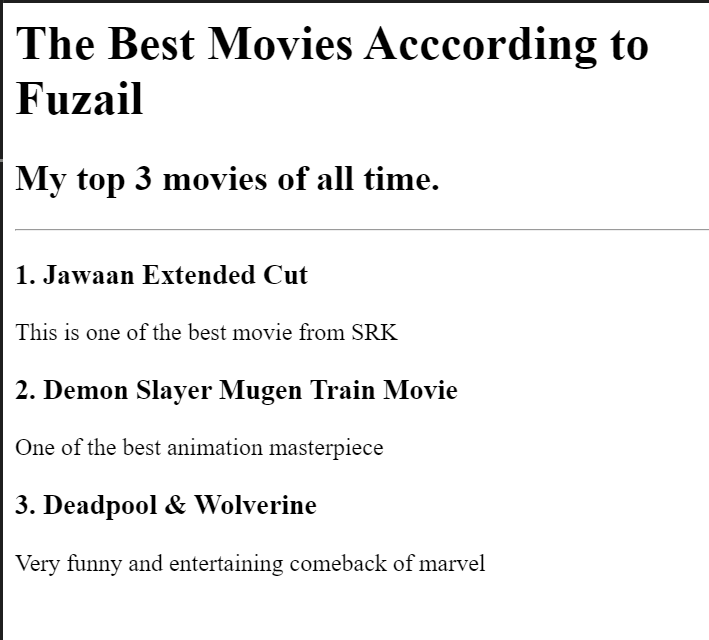 The Best Movies Acccording to
Fuzail
My top 3 movies of all time.
1. Jawaan Extended Cut
This is one of the best movie from SRK
2. Demon Slayer Mugen Train Movie
One of the best animation masterpiece
3. Deadpool & Wolverine
Very funny and entertaining comeback of marvel